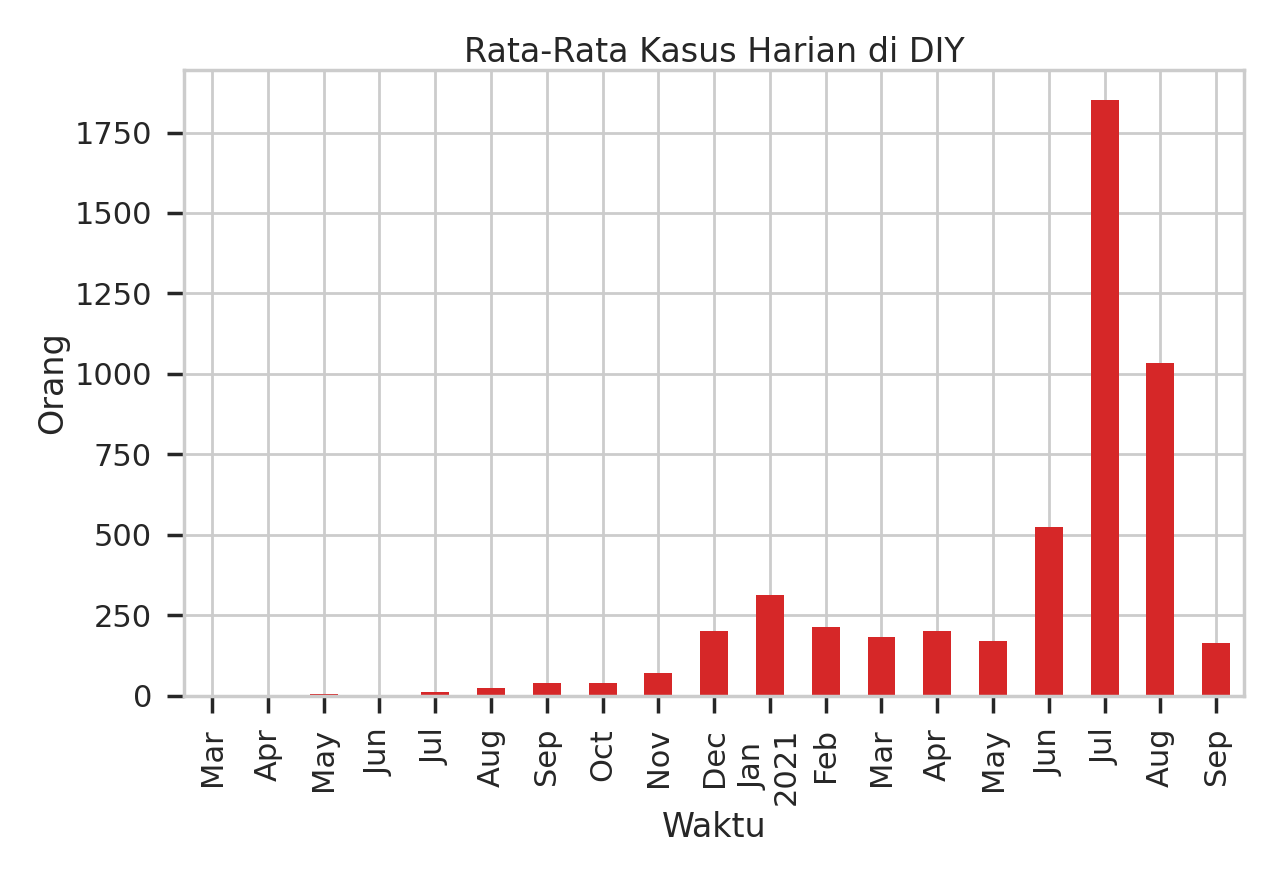 Rata-Rata Kasus Harian di DIY
Orang
1750
1500
1250
1000
750
500
250
0
Mar
Apr
May
Jun
Jul
Aug
Sep
Oct
Nov
Dec
Jan
2021
Feb
Mar
Apr
May
Jun
Jul
Aug
Sep
Waktu